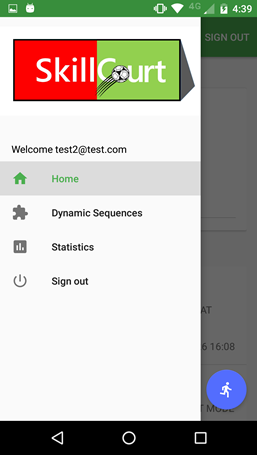 4G 4:39
SkillCourt
SIGN OUT
Welcome test2@test.com
Home
Dynamic Sequences
Statistics
Sign out
AT
6 16:08
T MODE